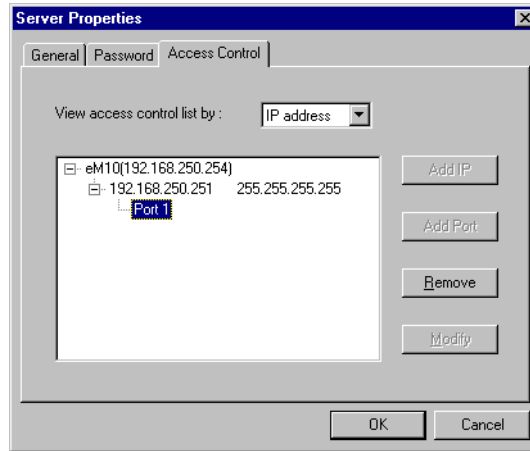 Server Properties
General Password Access Control
View access control list by : IP address
eM10(192.168.250.254)
192.168.250.251 255.255.255.255
Port 1
Add IP
Add Port
Remove
Modify
OK Cancel